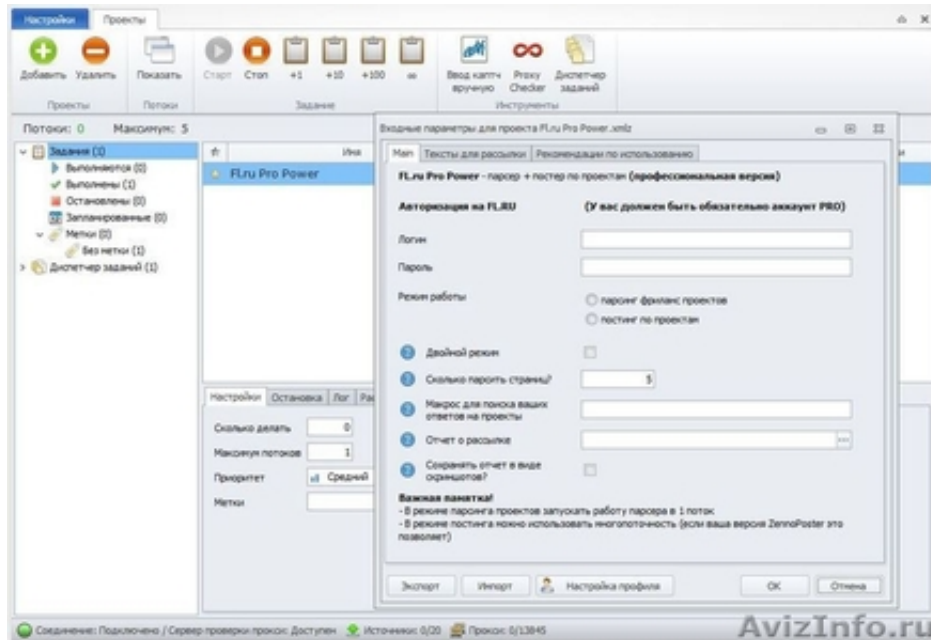 Настройки Проекты
Добавить Удалить Показать Старт Стоп +1 +10 +100 ∞ Ввод каптч вручную Proxy Checker Диспетчер заданий
Проекты Потоки Задание Инструменты
Потоки: 0 Максимум: 5
Задания (1)
Выполняются (0)
Выполнены (1)
Остановлены (0)
Запланированные (0)
Метки (0)
Без метки (1)
Диспетчер заданий (1)
Имя
FL.ru Pro Power
Настройки Остановка Лог
Сколько делать 0
Максимум потоков 1
Приоритет Средний
Метки
Входные параметры для проекта FL.ru Pro Power.xmlz
Main Тексты для рассылки Рекомендации по использованию
FL.ru Pro Power - парсер + постер по проектам (профессиональная версия)
Авторизация на FL.RU (У вас должен быть обязательно аккаунт PRO)
Логин
Пароль
Режим работы
парсинг фриланс проектов
постинг по проектам
Двойной режим
Сколько парсить страниц? 5
Макрос для поиска ваших
ответов на проекты
Отчет о рассылке
Сохранять отчет в виде
скриншотов?
Важная памятка!
- В режиме парсинга проектов запускать работу парсера в 1 поток
- В режиме постинга можно использовать многопоточность (если ваша версия ZennoPoster это
позволяет)
Экспорт Импорт Настройка профиля OK Отмена
Соединение: Подключено / Сервер проверки прокси: Доступен Источники: 0/20 Прокси: 0/13845
AvizInfo.ru